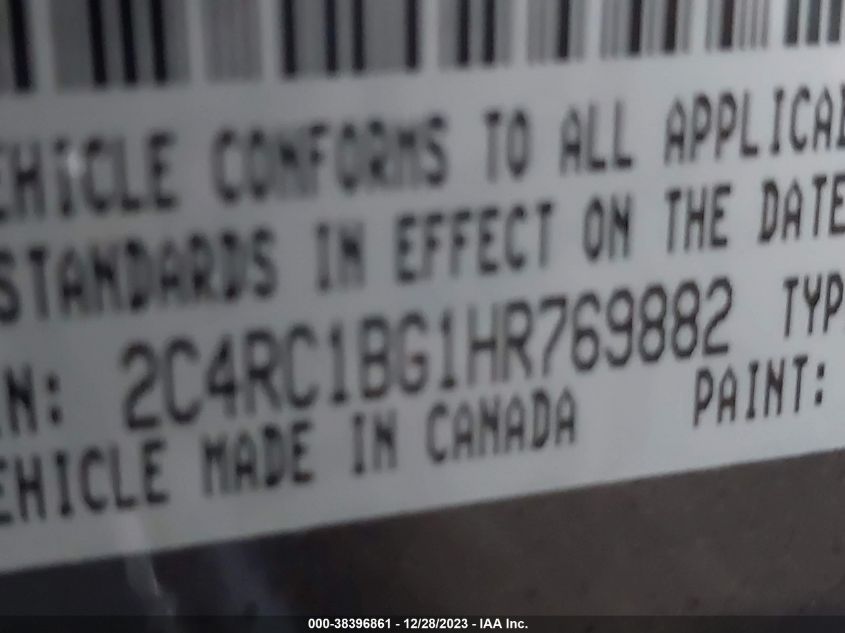 EHICLE CONFORMS TO ALL APPLICAB
STANDARDS IN EFFECT ON THE DATE
IN: 2C4RC1BG1HR769882 TYP
EHICLE MADE IN CANADA PAINT:
000-38396861 - 12/28/2023 - IAA Inc.